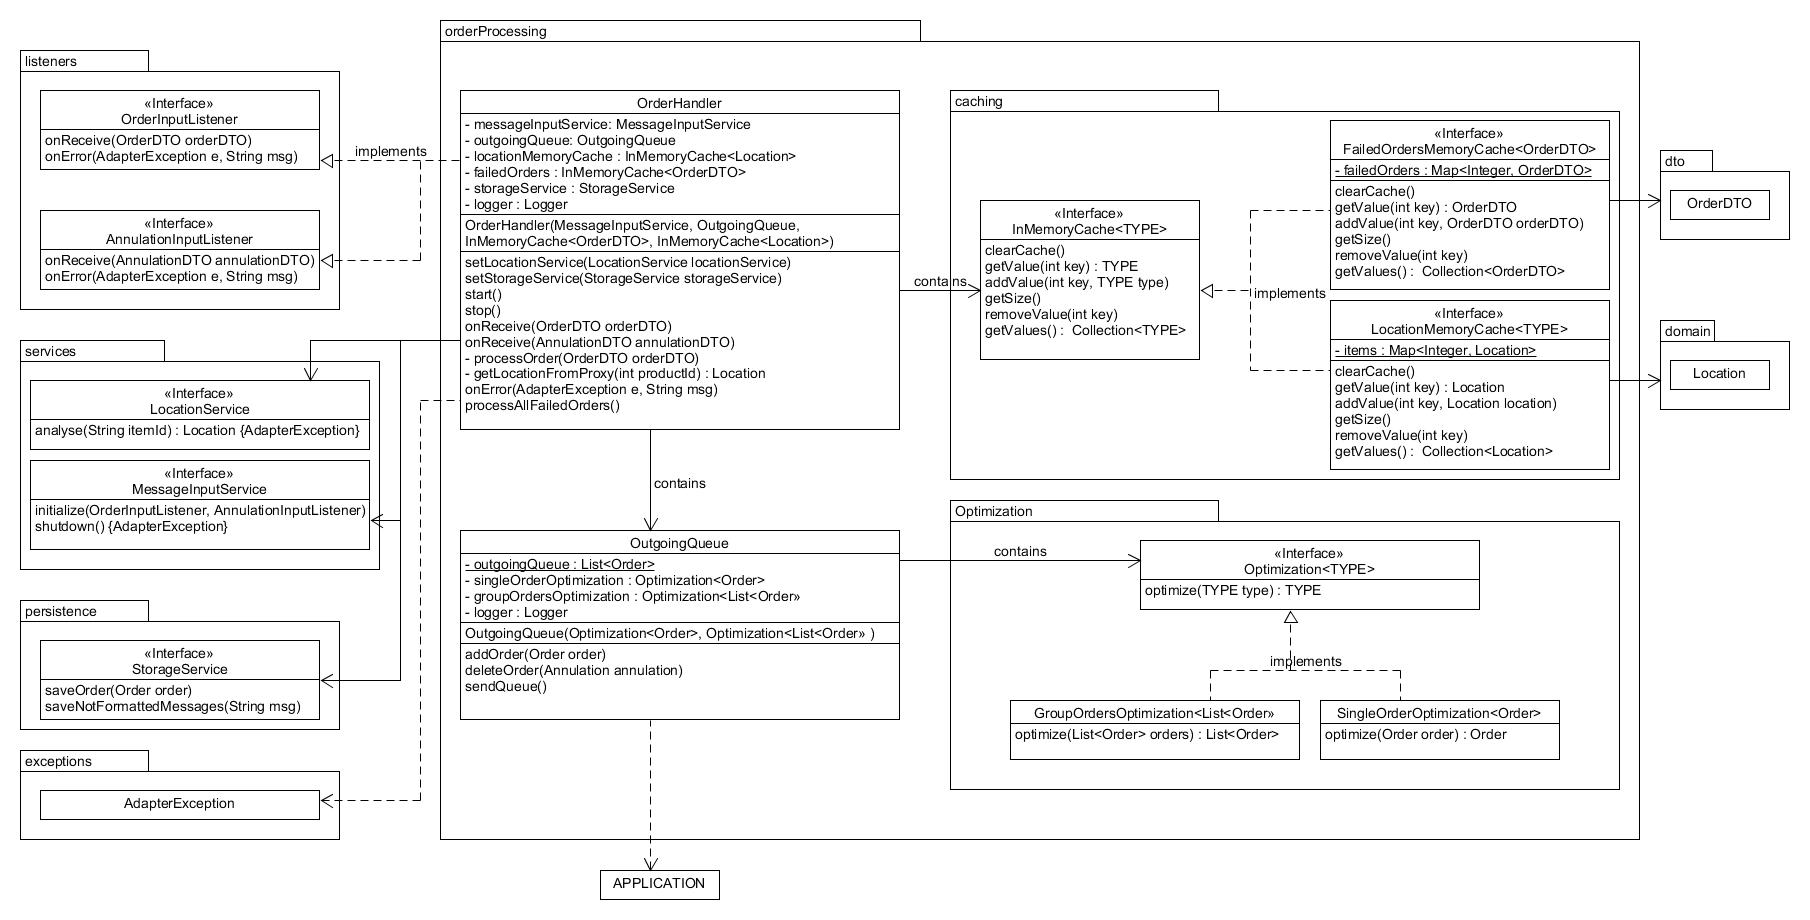 orderProcessing
listeners
«Interface»
OrderInputListener
onReceive(OrderDTO orderDTO)
onError(AdapterException e, String msg)
«Interface»
AnnulationInputListener
onReceive(AnnulationDTO annulationDTO)
onError(AdapterException e, String msg)
implements
services
«Interface»
LocationService
analyse(String itemId) : Location {AdapterException}
«Interface»
MessageInputService
initialize(OrderInputListener, AnnulationInputListener)
shutdown() {AdapterException}
persistence
«Interface»
StorageService
saveOrder(Order order)
saveNotFormattedMessages(String msg)
exceptions
AdapterException
OrderHandler
- messageInputService: MessageInputService
- outgoingQueue: OutgoingQueue
- locationMemoryCache : InMemoryCache<Location>
- failedOrders : InMemoryCache<OrderDTO>
- storageService : StorageService
- logger : Logger
OrderHandler(MessageInputService, OutgoingQueue,
InMemoryCache<OrderDTO>, InMemoryCache<Location>)
setLocationService(LocationService locationService)
setStorageService(StorageService storageService)
start()
stop()
onReceive(OrderDTO orderDTO)
onReceive(AnnulationDTO annulationDTO)
- processOrder(OrderDTO orderDTO)
- getLocationFromProxy(int productId) : Location
onError(AdapterException e, String msg)
processAllFailedOrders()
contains
OutgoingQueue
- outgoingQueue : List<Order>
- singleOrderOptimization : Optimization<Order>
- groupOrdersOptimization : Optimization<List<Order»
- logger : Logger
OutgoingQueue(Optimization<Order>, Optimization<List<Order» )
addOrder(Order order)
deleteOrder(Annulation annulation)
sendQueue()
APPLICATION
contains
caching
«Interface»
InMemoryCache<TYPE>
clearCache()
getValue(int key) : TYPE
addValue(int key, TYPE type)
getSize()
removeValue(int key)
getValues() : Collection<TYPE>
implements
«Interface»
FailedOrdersMemoryCache<OrderDTO>
- failedOrders : Map<Integer, OrderDTO>
clearCache()
getValue(int key) : OrderDTO
addValue(int key, OrderDTO orderDTO)
getSize()
removeValue(int key)
getValues() : Collection<OrderDTO>
«Interface»
LocationMemoryCache<TYPE>
- items : Map<Integer, Location>
clearCache()
getValue(int key) : Location
addValue(int key, Location location)
getSize()
removeValue(int key)
getValues() : Collection<Location>
dto
OrderDTO
domain
Location
contains
Optimization
«Interface»
Optimization<TYPE>
optimize(TYPE type) : TYPE
implements
GroupOrdersOptimization<List<Order»
optimize(List<Order> orders) : List<Order>
SingleOrderOptimization<Order>
optimize(Order order) : Order